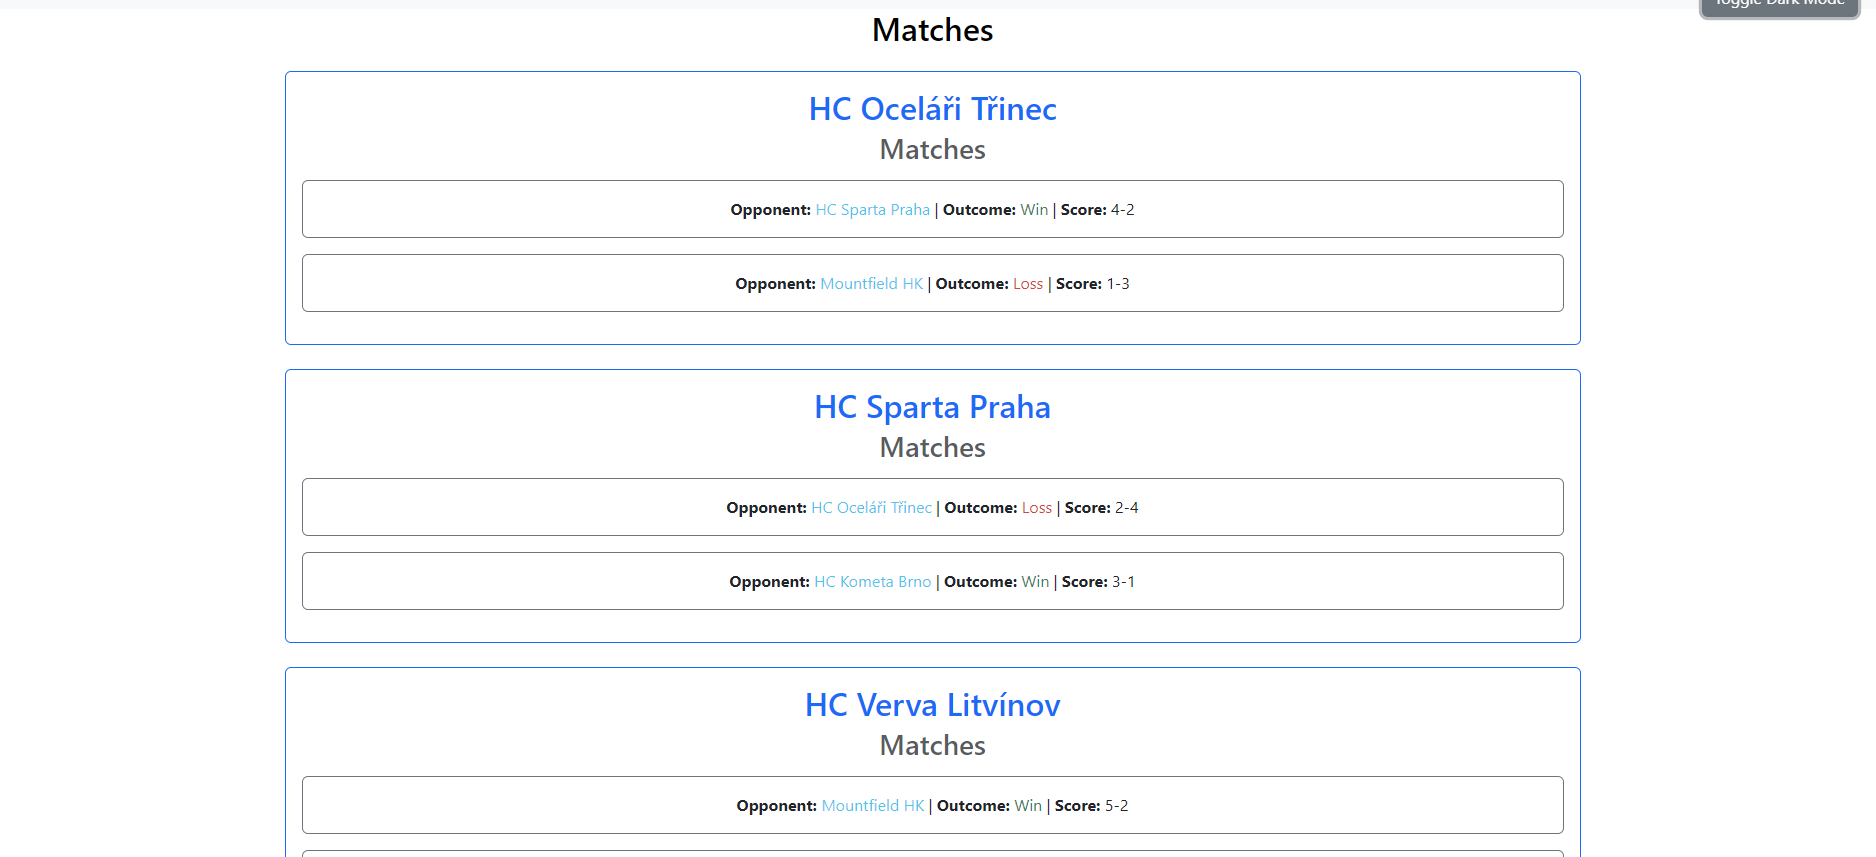 Toggle Dark Mode
Matches
HC Oceláři Třinec
Matches
Opponent: HC Sparta Praha | Outcome: Win | Score: 4-2
Opponent: Mountfield HK | Outcome: Loss | Score: 1-3
HC Sparta Praha
Matches
Opponent: HC Oceláři Třinec | Outcome: Loss | Score: 2-4
Opponent: HC Kometa Brno | Outcome: Win | Score: 3-1
HC Verva Litvínov
Matches
Opponent: Mountfield HK | Outcome: Win | Score: 5-2